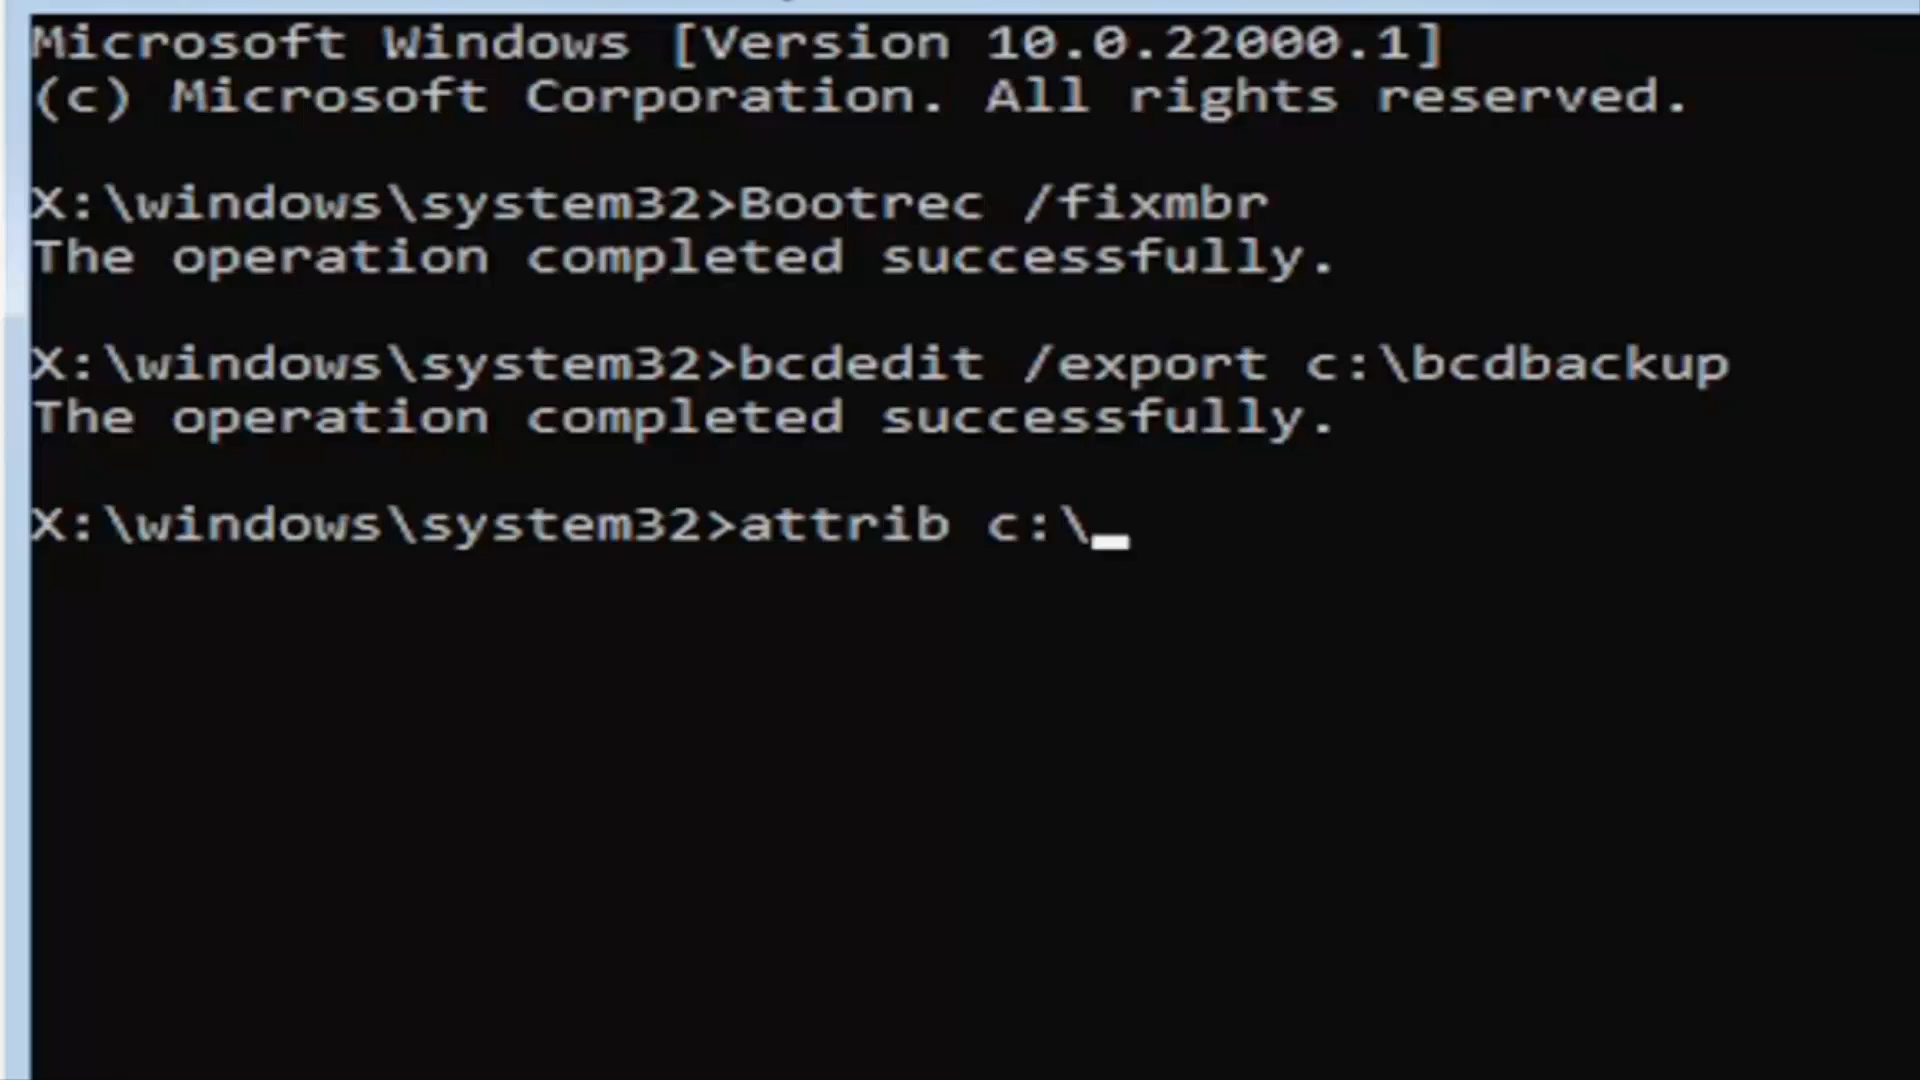 Microsoft Windows [Version 10.0.22000.1]
(c) Microsoft Corporation. All rights reserved.
X:\windows\system32>Bootrec /fixmbr
The operation completed successfully.
X:\windows\system32>bcdedit /export c:\bcdbackup
The operation completed successfully.
X:\windows\system32>attrib c:\